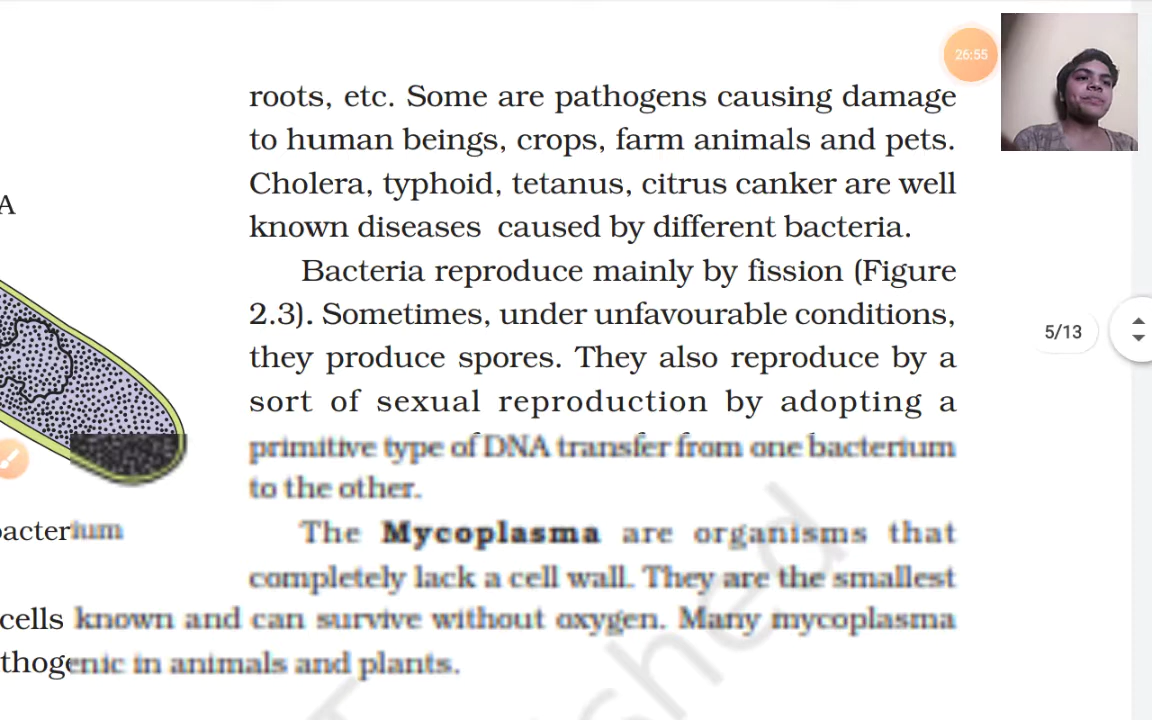 26:55
roots, etc. Some are pathogens causing damage
to human beings, crops, farm animals and pets.
A
Cholera, typhoid, tetanus, citrus canker are well
known diseases caused by different bacteria.
Bacteria reproduce mainly by fission (Figure
2.3). Sometimes, under unfavourable conditions,
5/13
they produce spores. They also reproduce by a
sort of sexual reproduction by adopting a
primitive type of DNA transfer from one bacterium
to the other.
The Mycoplasma are organisms that
acterium
completely lack a cell wall. They are the smallest
cells known and can survive without oxygen. Many mycoplasma
thogenic in animals and plants.
shed